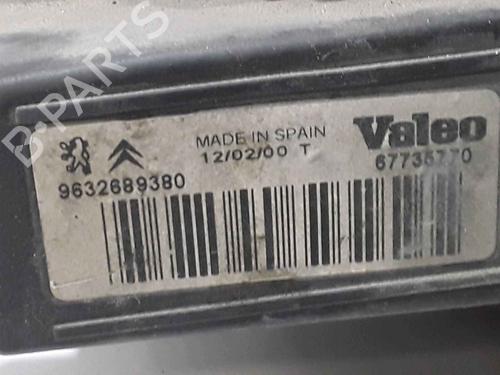 MADE IN SPAIN
12/02/00 T
Valeo
9632689380
67735770
B-PARTS